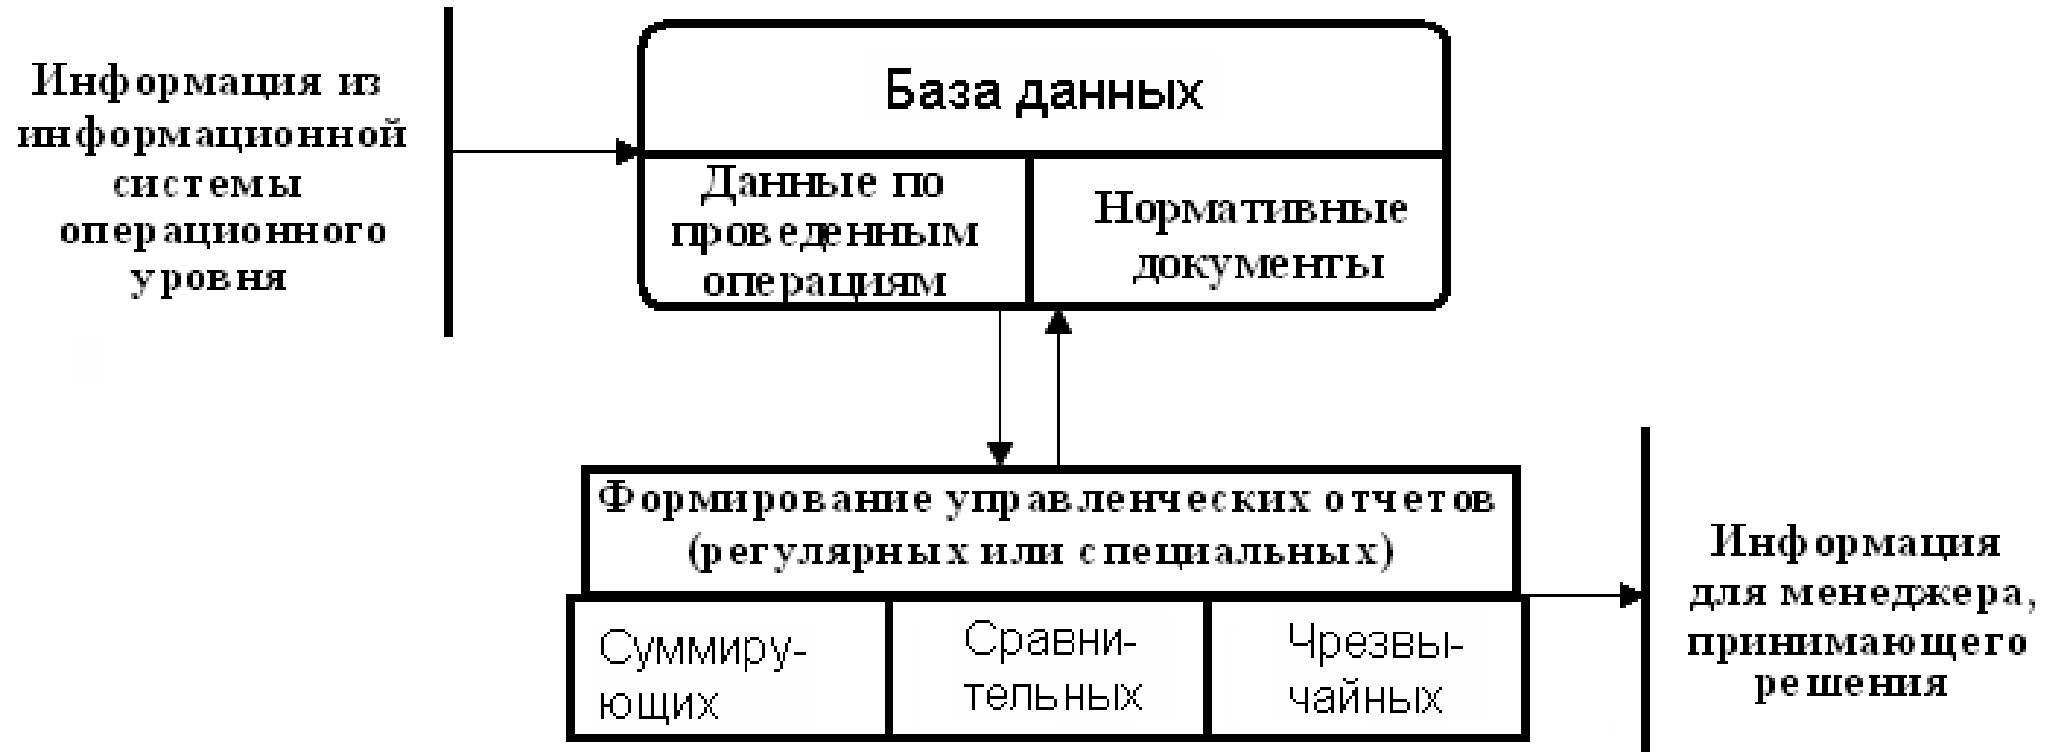 Информация из
информационной
системы
операционного
уровня
База данных
Данные по
проведенным
операциям
Нормативные
документы
Формирование управленческих отчетов
(регулярных или специальных)
Суммиру-
ющих
Сравни-
тельных
Чрезвы-
чайных
Информация
для менеджера,
принимающего
решения